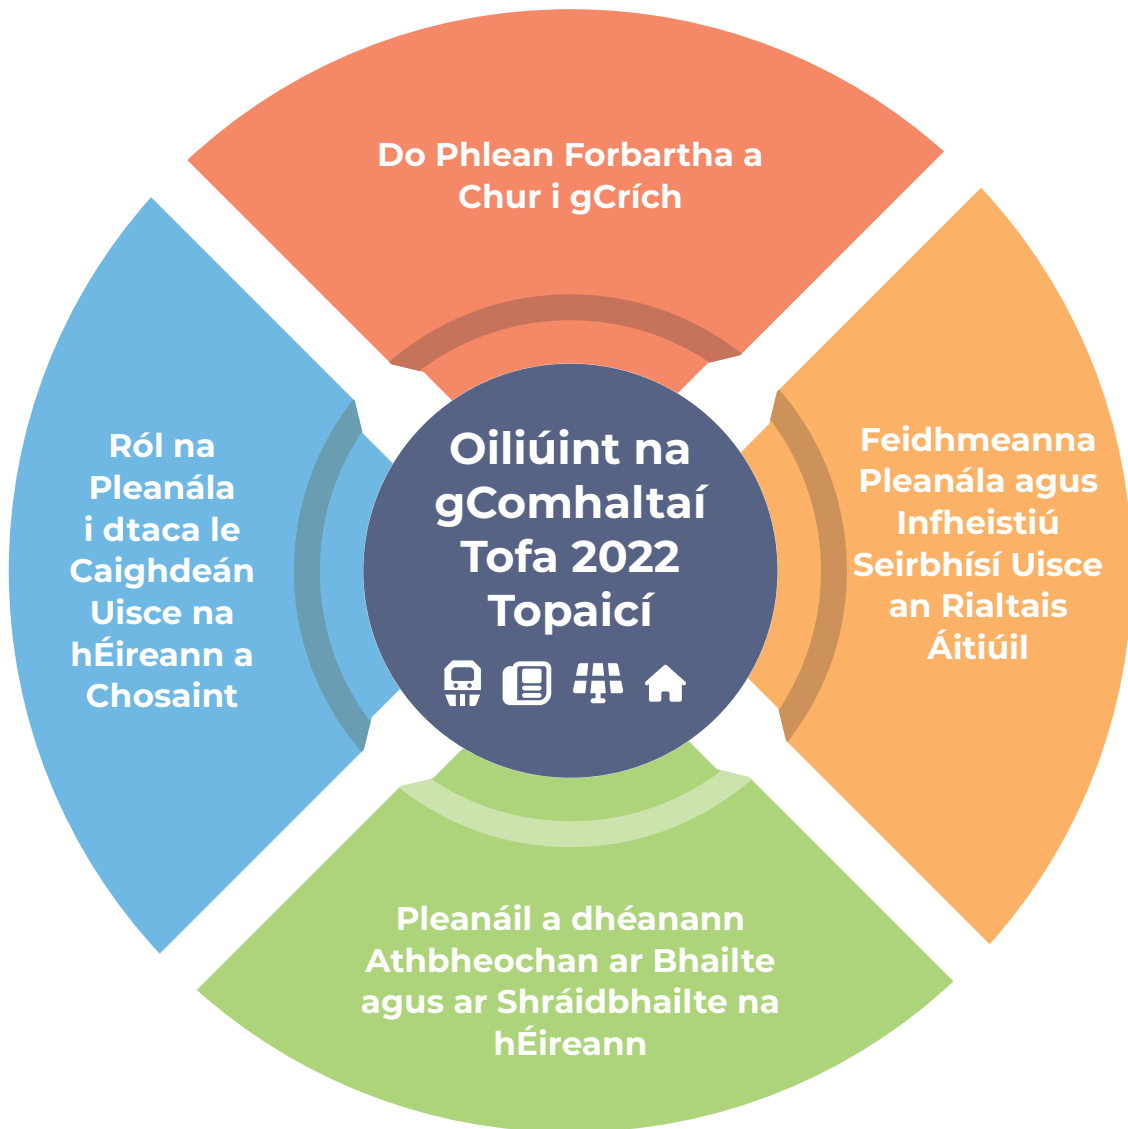 Do Phlean Forbartha a
Chur i gCrích
Feidhmeanna
Pleanála agus
Infheistiú
Seirbhísí Uisce
an Rialtais
Áitiúil
Oiliúint na
gComhaltaí
Tofa 2022
Topaicí
Ról na
Pleanála
i dtaca le
Caighdeán
Uisce na
hÉireann a
Chosaint
Pleanáil a dhéanann
Athbheochan ar Bhailte
agus ar Shráidbhailte na
hÉireann